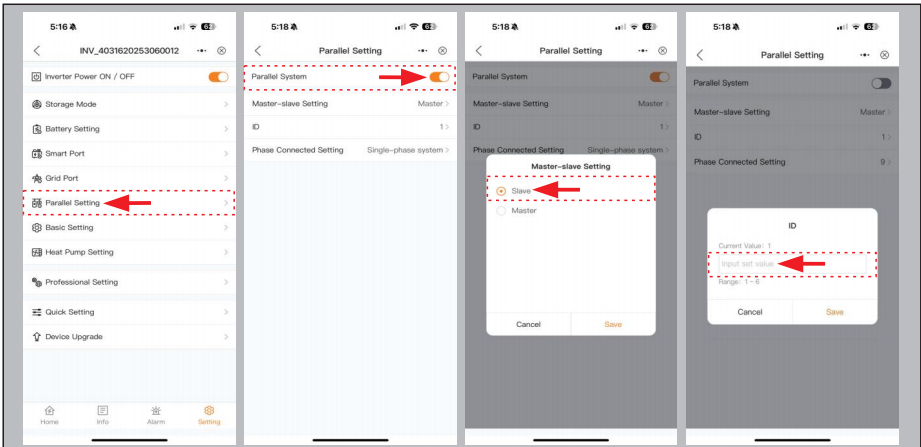 5:16
63
INV_4031620253060012
Inverter Power ON / OFF
Storage Mode
Battery Setting
Smart Port
Grid Port
Parallel Setting
Basic Setting
Heat Pump Setting
Professional Setting
Quick Setting
Device Upgrade
Home Info Alarm Setting
5:18
Parallel Setting
Parallel System
Master-slave Setting Master
ID 1
Phase Connected Setting Single-phase system
5:18
Parallel Setting
Parallel System
Master-slave Setting Master
ID 1
Phase Connected Setting Single-phase system
Master-slave Setting
Slave
Master
Cancel Save
5:18
Parallel Setting
Parallel System
Master-slave Setting Master
ID 1
Phase Connected Setting 9
ID
Current Value: 1
Input set value
Range: 1-6
Cancel Save